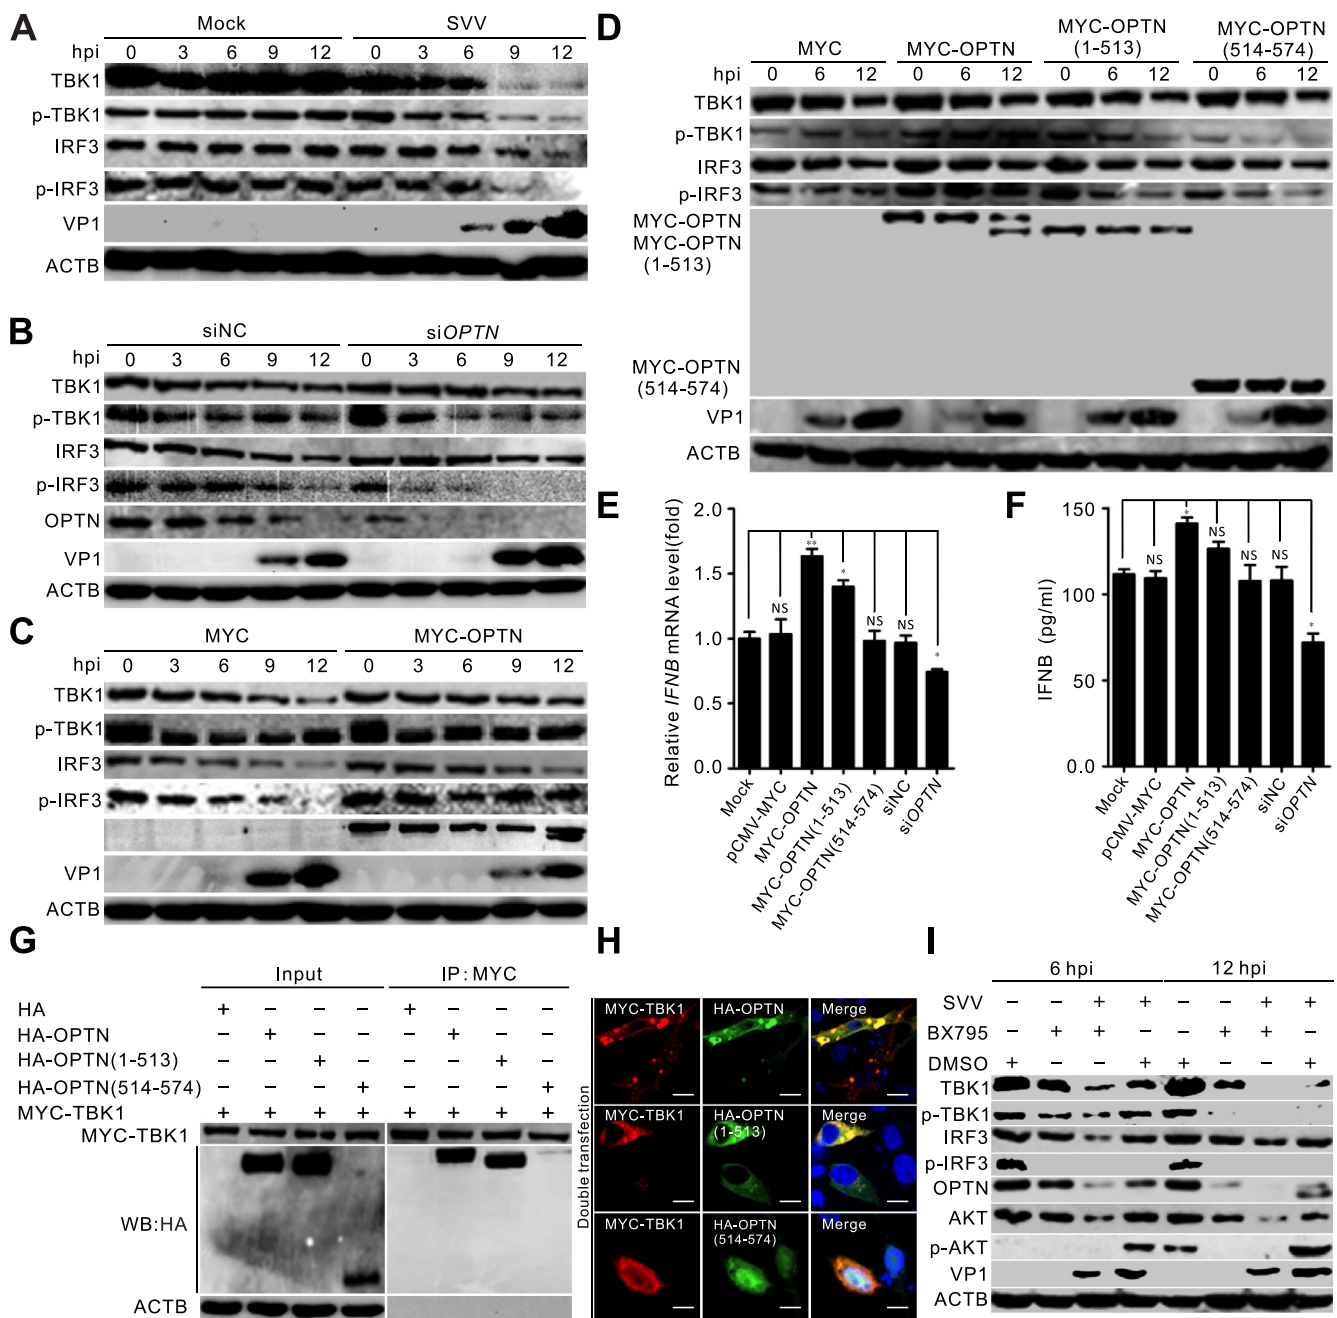 A
Mock SVV
hpi 0 3 6 9 12 0 3 6 9 12
TBK1
p-TBK1
IRF3
p-IRF3
VP1
ACTB
B
siNC siOPTN
hpi 0 3 6 9 12 0 3 6 9 12
TBK1
p-TBK1
IRF3
p-IRF3
OPTN
VP1
ACTB
C
MYC MYC-OPTN
hpi 0 3 6 9 12 0 3 6 9 12
TBK1
p-TBK1
IRF3
p-IRF3
VP1
ACTB
D
MYC MYC-OPTN MYC-OPTN (1-513) MYC-OPTN (514-574)
hpi 0 6 12 0 6 12 0 6 12 0 6 12
TBK1
p-TBK1
IRF3
p-IRF3
MYC-OPTN
MYC-OPTN
(1-513)
MYC-OPTN
(514-574)
VP1
ACTB
E
Relative IFNB mRNA level(fold)
2.0
1.5
1.0
0.5
0.0
NS ** * NS NS *
Mock
pCMV-MYC
MYC-OPTN
MYC-OPTN(1-513)
MYC-OPTN(514-574)
siNC
siOPTN
F
IFNB (pg/ml)
150
100
50
0.0
NS * NS NS NS *
Mock
pCMV-MYC
MYC-OPTN
MYC-OPTN(1-513)
MYC-OPTN(514-574)
siNC
siOPTN
G
Input IP: MYC
HA + − − − + − − −
HA-OPTN − + − − − + − −
HA-OPTN(1-513) − − + − − − + −
HA-OPTN(514-574) − − − + − − − +
MYC-TBK1 + + + + + + + +
MYC-TBK1
WB:HA
ACTB
H
Double transfection
MYC-TBK1 HA-OPTN Merge
MYC-TBK1 HA-OPTN Merge
(1-513)
MYC-TBK1 HA-OPTN Merge
(514-574)
I
6 hpi 12 hpi
SVV − − + + − − + +
BX795 − + + − − + + −
DMSO + − − + + − − +
TBK1
p-TBK1
IRF3
p-IRF3
OPTN
AKT
p-AKT
VP1
ACTB